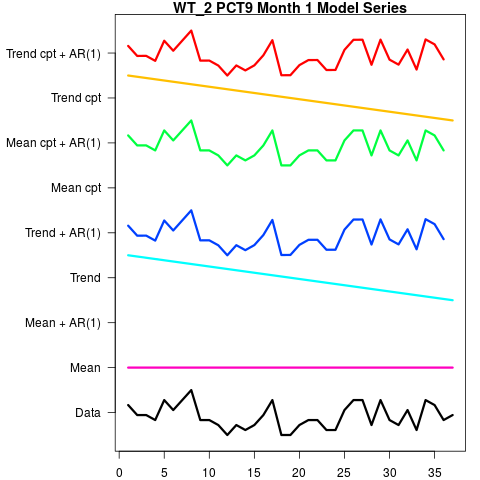 WT_2 PCT9 Month 1 Model Series
Trend cpt + AR(1)
Trend cpt
Mean cpt + AR(1)
Mean cpt
Trend + AR(1)
Trend
Mean + AR(1)
Mean
Data
0 5 10 15 20 25 30 35